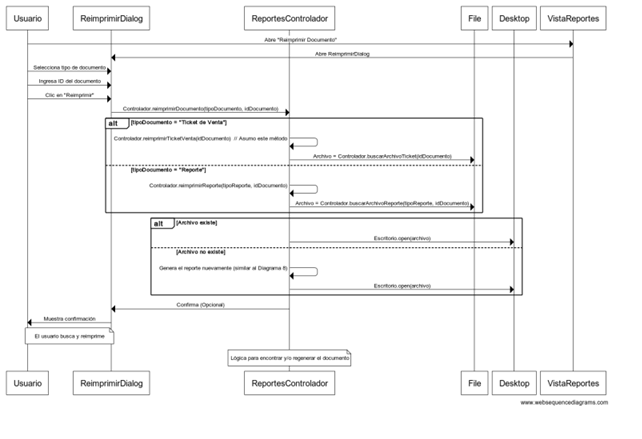 Usuario ReimprimirDialog ReportesControlador File Desktop VistaReportes
Abre "Reimprimir Documento"
Abre ReimprimirDialog
Selecciona tipo de documento
Ingresa ID del documento
Clic en "Reimprimir"
Controlador.reimprimirDocumento(tipoDocumento, idDocumento)
alt [tipoDocumento = "Ticket de Venta"]
Controlador.reimprimirTicketVenta(idDocumento) // Asumo este método
Archivo = Controlador.buscarArchivoTicket(idDocumento)
[tipoDocumento = "Reporte"]
Controlador.reimprimirReporte(tipoReporte, idDocumento)
Archivo = Controlador.buscarArchivoReporte(tipoReporte, idDocumento)
alt [Archivo existe]
Escritorio.open(archivo)
[Archivo no existe]
Genera el reporte nuevamente (similar al Diagrama 8)
Escritorio.open(archivo)
Confirma (Opcional)
Muestra confirmación
El usuario busca y reimprime
Lógica para encontrar y/o regenerar el documento
Usuario ReimprimirDialog ReportesControlador File Desktop VistaReportes
www.websequencediagrams.com